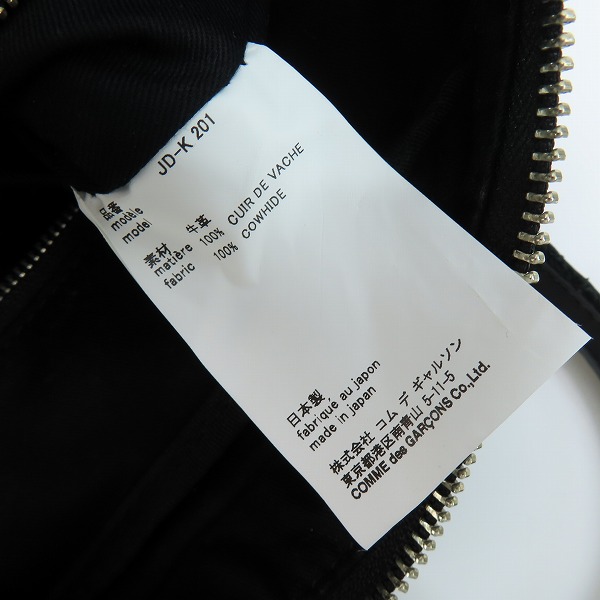 品番
modèle
model
JD-K 201
素材 牛革
matière 100% CUIR DE VACHE
fabric 100% COWHIDE
日本製
fabriqué au japon
made in japan
株式会社 コム デ ギャルソン
東京都港区南青山 5-11-5
COMME des GARÇONS Co.,Ltd.